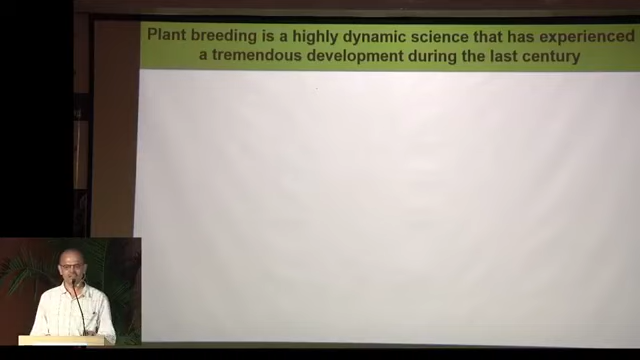 Plant breeding is a highly dynamic science that has experienced
a tremendous development during the last century